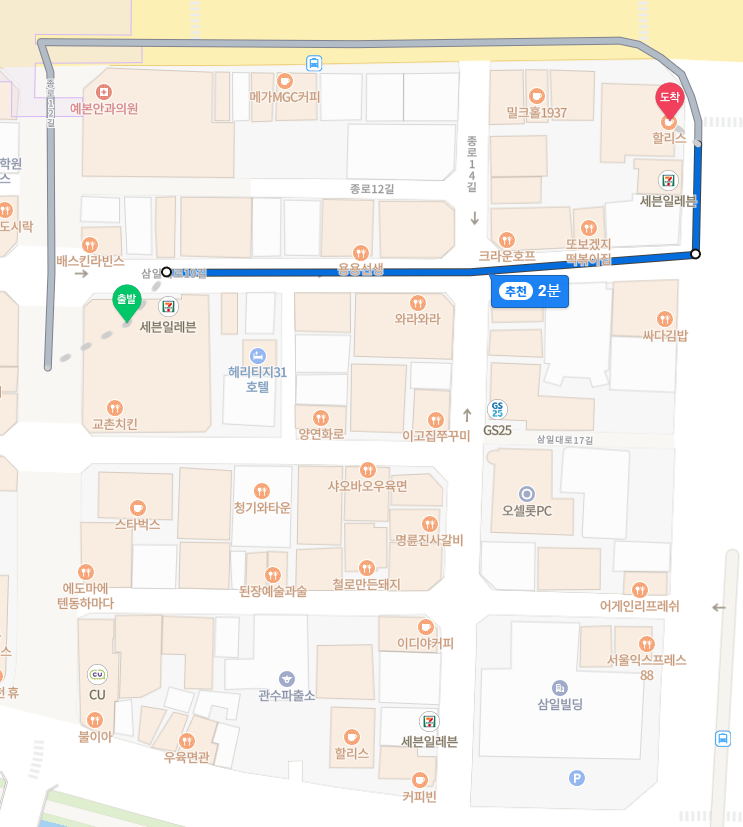 도착
종로12길
예본안과의원
메가MGC커피
밀크홀1937
할리스
학원
스
종로14길
종로12길
세븐일레븐
도시락
배스킨라빈스
크라운호프
또보겠지
떡볶이집
용용선생
추천 2분
출발
세븐일레븐
와라와라
싸다김밥
헤리티지31
호텔
교촌치킨
양연화로
이고집쭈꾸미
GS
25
GS25
삼일대로17길
샤오바오우육면
스타벅스
청기와타운
오셀롯PC
명륜진사갈비
에도마에
텐동하마다
된장예술과술
철로만든돼지
어게인리프레쉬
이디야커피
스
서울익스프레스
88
CU
CU
휴
관수파출소
삼일빌딩
불이아
우육면관
할리스
세븐일레븐
커피빈
P